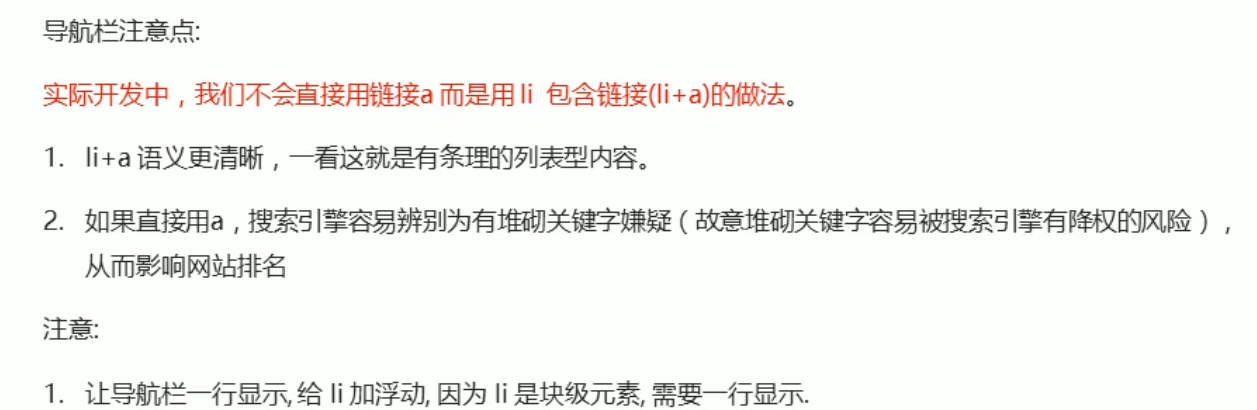 导航栏注意点:
实际开发中，我们不会直接用链接a 而是用 li 包含链接(li+a)的做法。
1. li+a 语义更清晰，一看这就是有条理的列表型内容。
2. 如果直接用a，搜索引擎容易辨别为有堆砌关键字嫌疑（故意堆砌关键字容易被搜索引擎有降权的风险），
从而影响网站排名
注意:
1. 让导航栏一行显示, 给 li 加浮动, 因为 li 是块级元素, 需要一行显示.